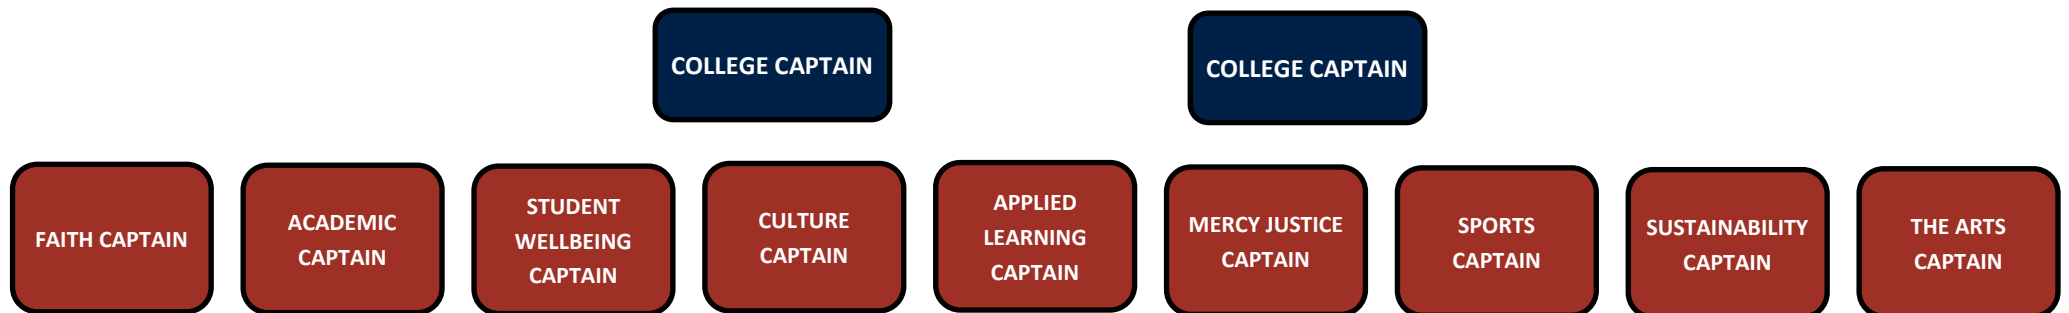 COLLEGE CAPTAIN
COLLEGE CAPTAIN
FAITH CAPTAIN
ACADEMIC
CAPTAIN
STUDENT
WELLBEING
CAPTAIN
CULTURE
CAPTAIN
APPLIED
LEARNING
CAPTAIN
MERCY JUSTICE
CAPTAIN
SPORTS
CAPTAIN
SUSTAINABILITY
CAPTAIN
THE ARTS
CAPTAIN